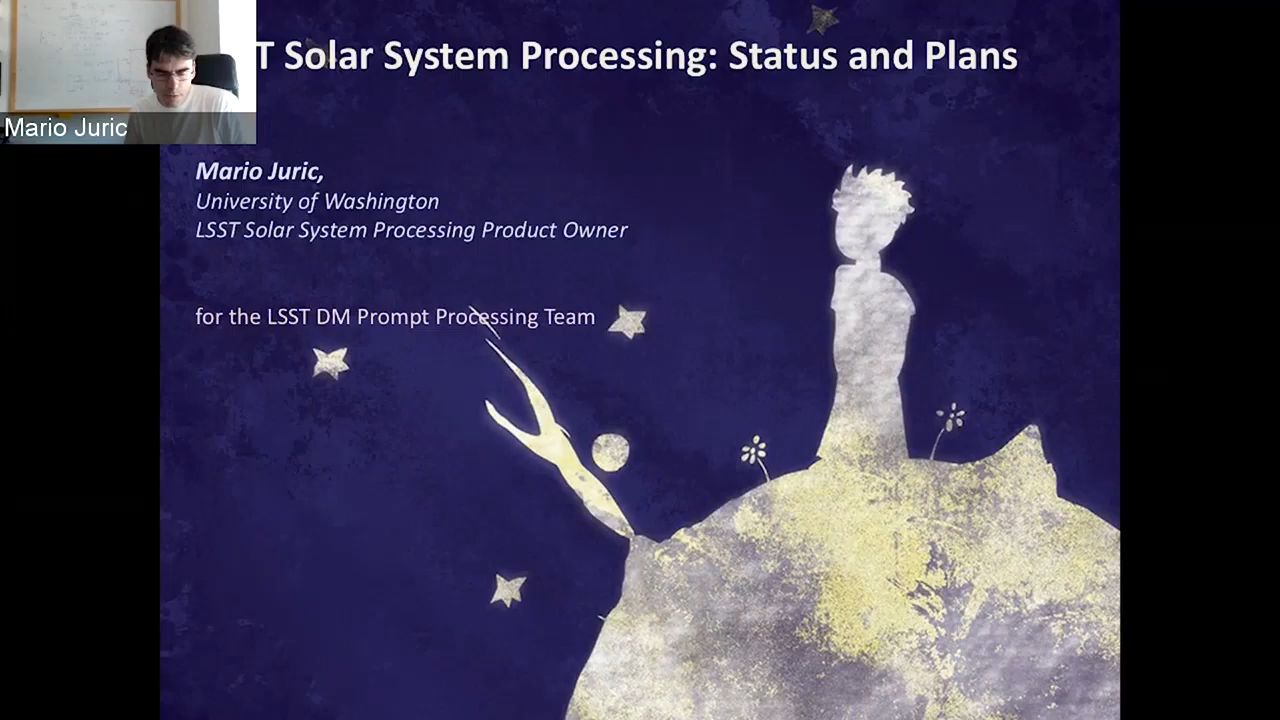 T Solar System Processing: Status and Plans
Mario Juric
Mario Juric,
University of Washington
LSST Solar System Processing Product Owner
for the LSST DM Prompt Processing Team